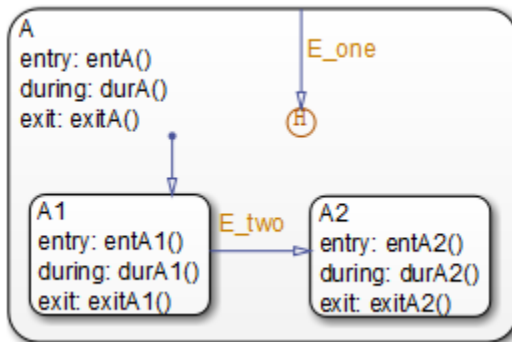 A
entry: entA()
during: durA()
exit: exitA()
E_one
H
A1
entry: entA1()
during: durA1()
exit: exitA1()
E_two
A2
entry: entA2()
during: durA2()
exit: exitA2()